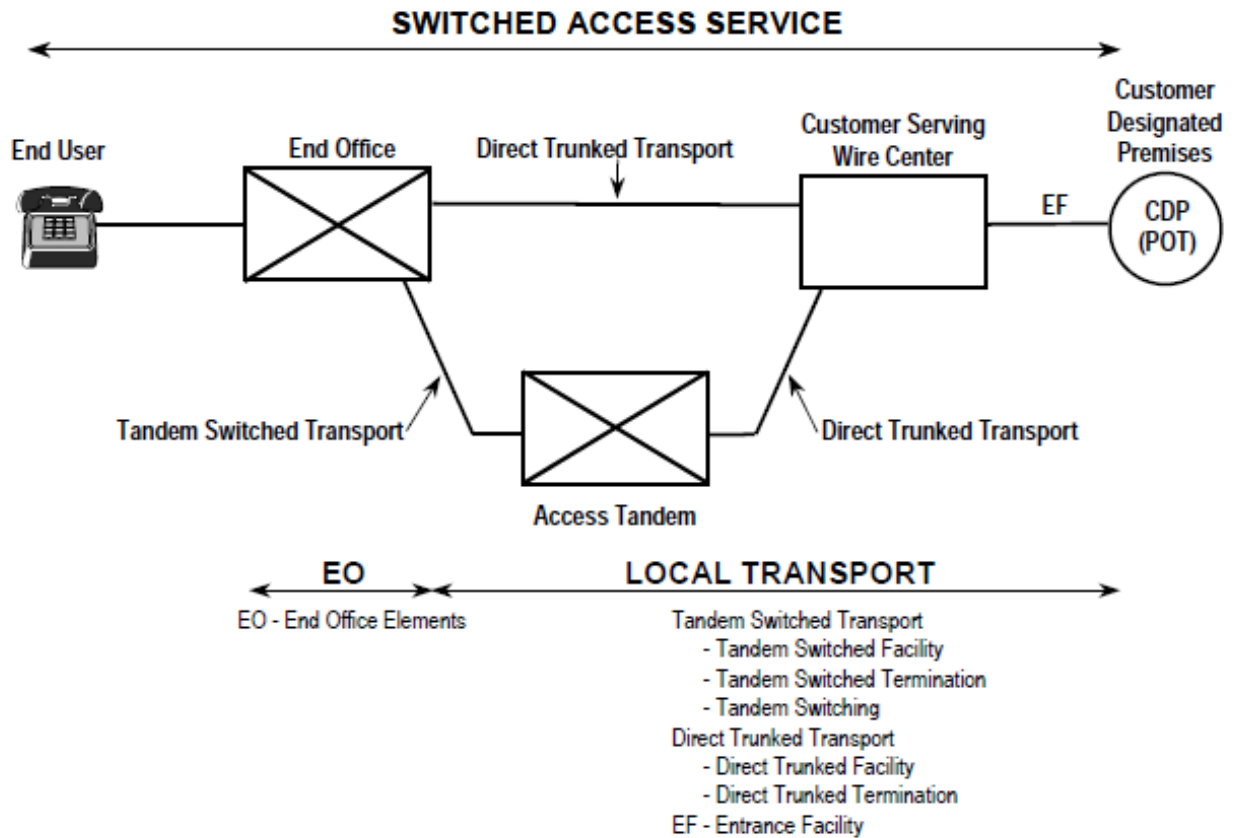 SWITCHED ACCESS SERVICE
Customer
Designated
Premises
Customer Serving
Wire Center
End User
End Office
Direct Trunked Transport
EF
CDP
(POT)
Tandem Switched Transport
Direct Trunked Transport
Access Tandem
EO
LOCAL TRANSPORT
EO - End Office Elements
Tandem Switched Transport
- Tandem Switched Facility
- Tandem Switched Termination
- Tandem Switching
Direct Trunked Transport
- Direct Trunked Facility
- Direct Trunked Termination
EF - Entrance Facility